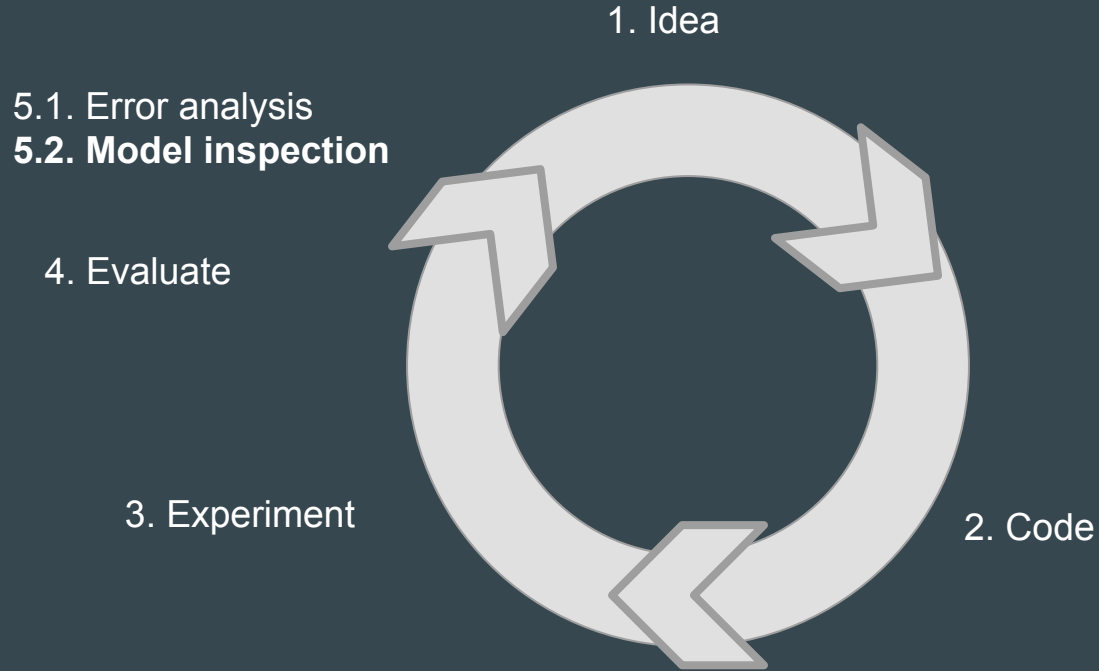 1. Idea
5.1. Error analysis
5.2. Model inspection
4. Evaluate
3. Experiment
2. Code